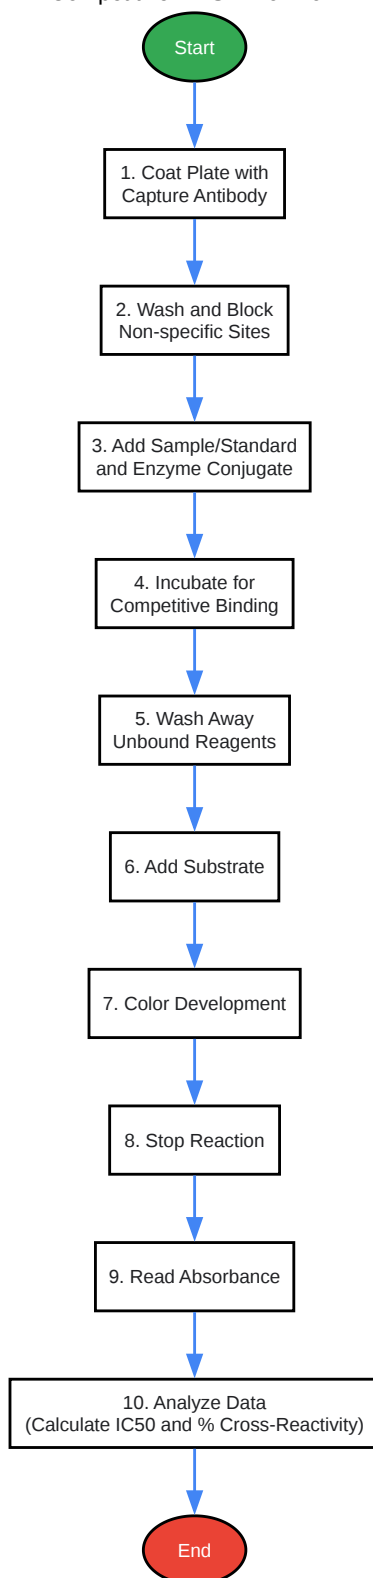 Start
1. Coat Plate with
Capture Antibody
2. Wash and Block
Non-specific Sites
3. Add Sample/Standard
and Enzyme Conjugate
4. Incubate for
Competitive Binding
5. Wash Away
Unbound Reagents
6. Add Substrate
7. Color Development
8. Stop Reaction
9. Read Absorbance
10. Analyze Data
(Calculate IC50 and % Cross-Reactivity)
End